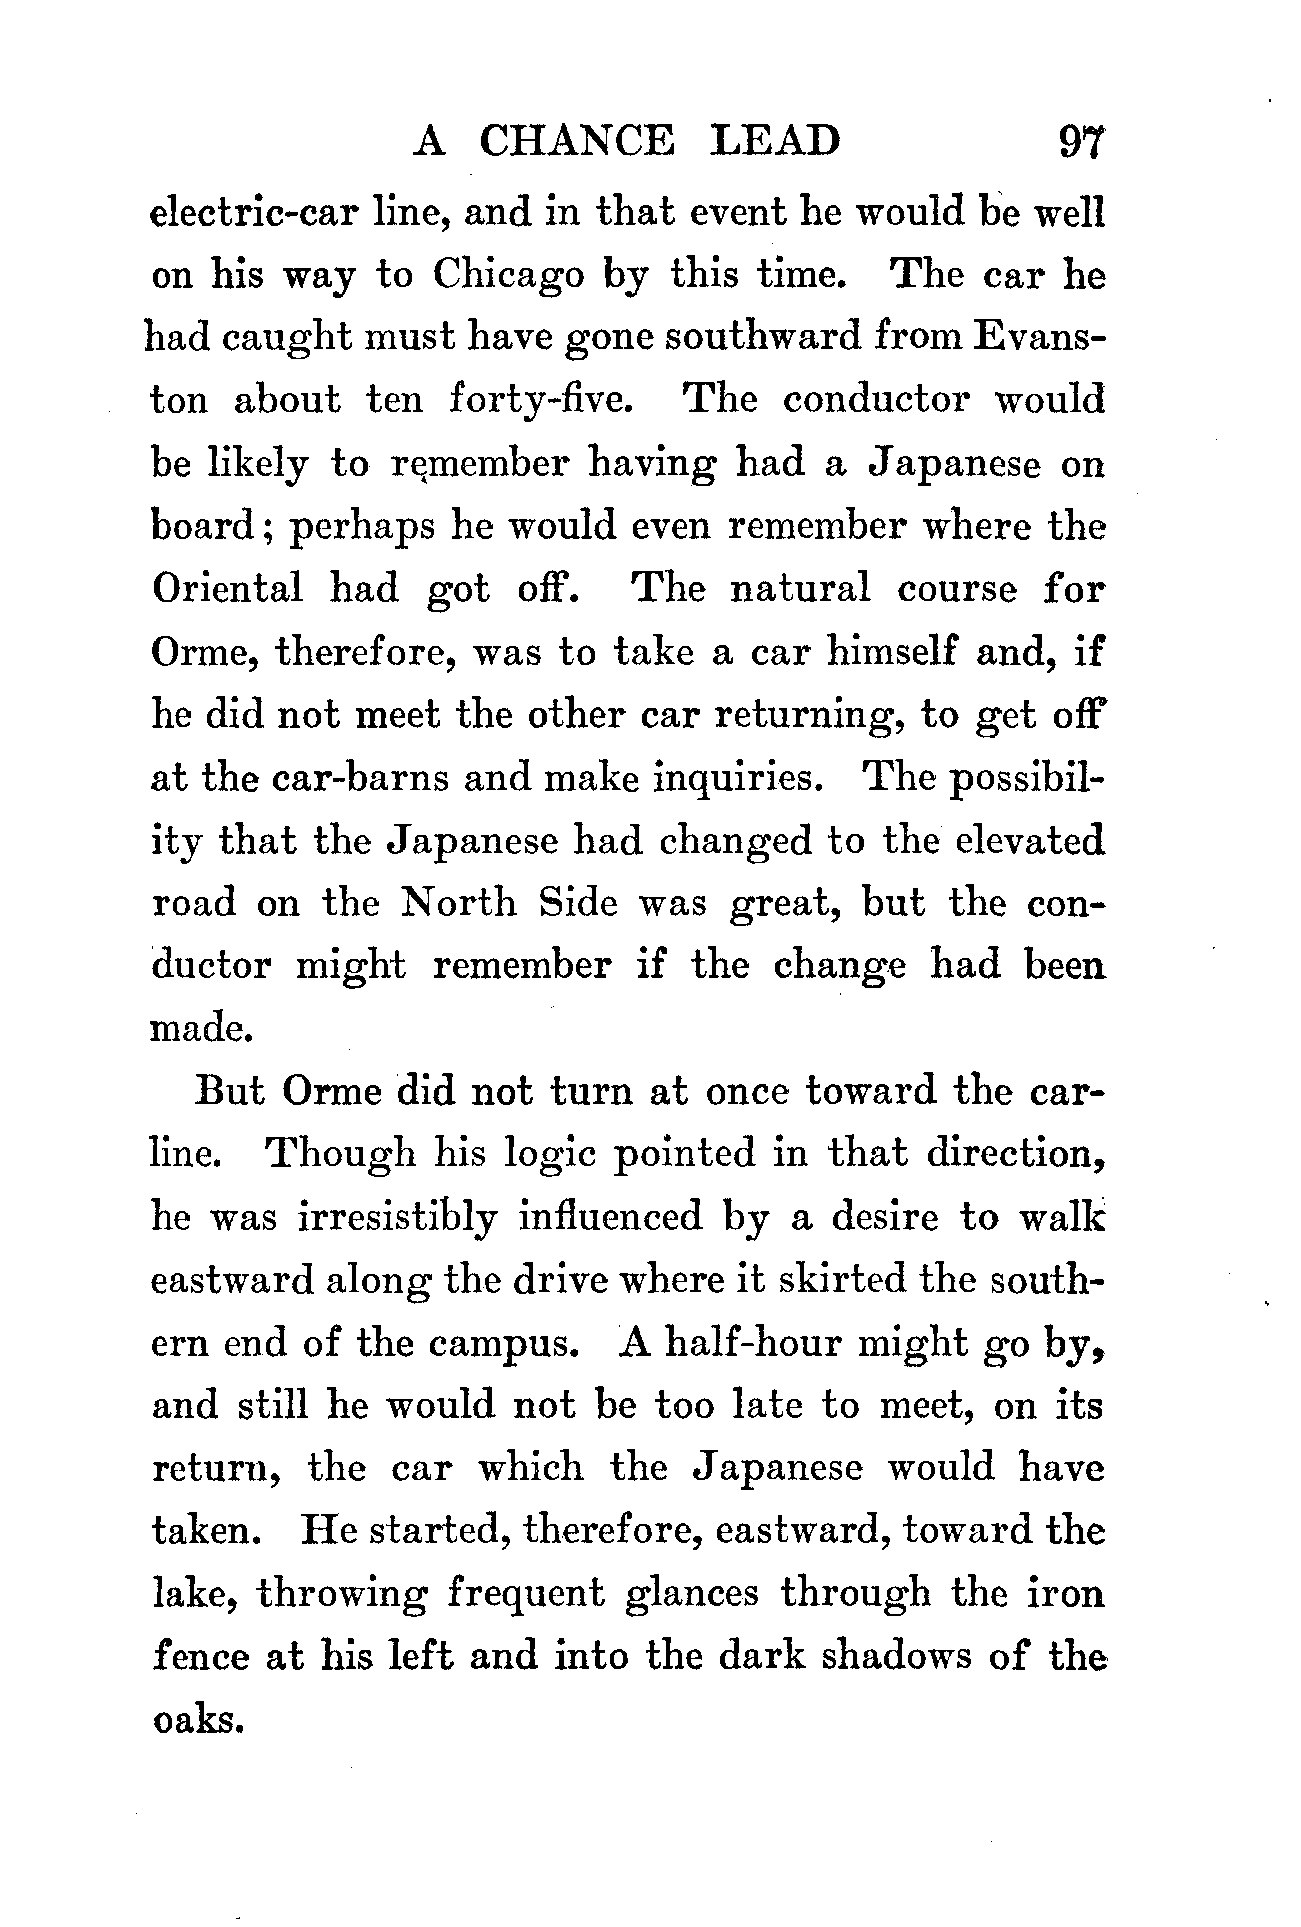 A CHANCE LEAD 97
electric-car line, and in that event he would be well
on his way to Chicago by this time. The car he
had caught must have gone southward from Evans-
ton about ten forty-five. The conductor would
be likely to remember having had a Japanese on
board; perhaps he would even remember where the
Oriental had got off. The natural course for
Orme, therefore, was to take a car himself and, if
he did not meet the other car returning, to get off
at the car-barns and make inquiries. The possibil-
ity that the Japanese had changed to the elevated
road on the North Side was great, but the con-
ductor might remember if the change had been
made.
But Orme did not turn at once toward the car-
line. Though his logic pointed in that direction,
he was irresistibly influenced by a desire to walk
eastward along the drive where it skirted the south-
ern end of the campus. A half-hour might go by,
and still he would not be too late to meet, on its
return, the car which the Japanese would have
taken. He started, therefore, eastward, toward the
lake, throwing frequent glances through the iron
fence at his left and into the dark shadows of the
oaks.